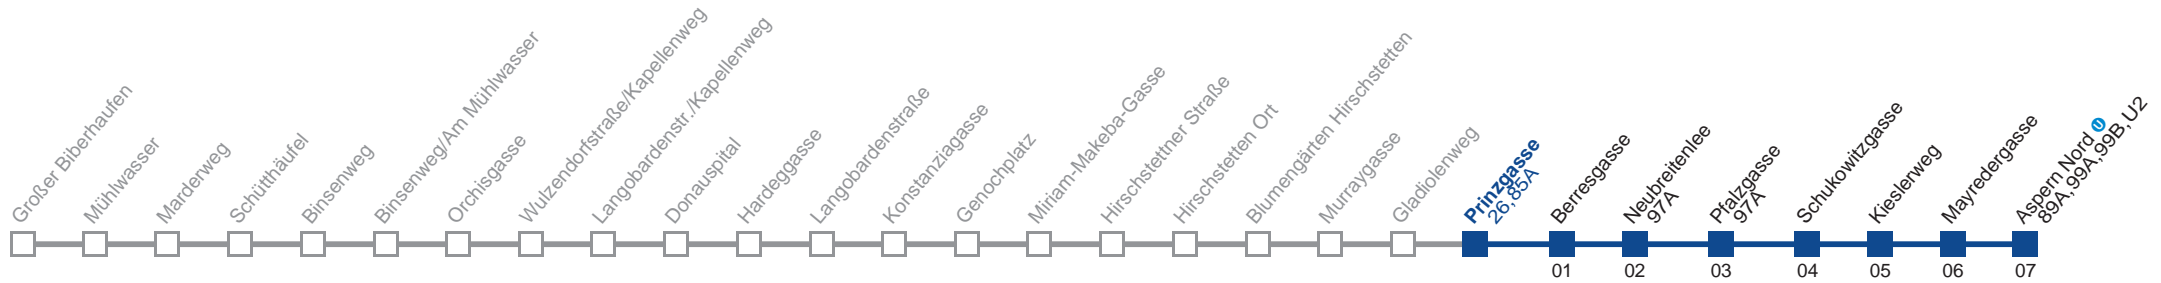 Großer Biberhaufen
Mühlwasser
Marderweg
Schütthäufel
Binsenweg
Binsenweg/Am Mühlwasser
Orchisgasse
Wulzendorfstraße/Kapellenweg
Langobardenstr./Kapellenweg
Donauspital
Hardeggasse
Langobardenstraße
Konstanziagasse
Genochplatz
Miriam-Makeba-Gasse
Hirschstettner Straße
Hirschstetten Ort
Blumengärten Hirschstetten
Murraygasse
Gladiolenweg
Prinzgasse
26,85A
Berresgasse
Neubreitenlee
97A
Pfalzgasse
97A
Schukowitzgasse
Kieslerweg
Mayredergasse
Aspern Nord U
89A,99A,99B,U2
01 02 03 04 05 06 07